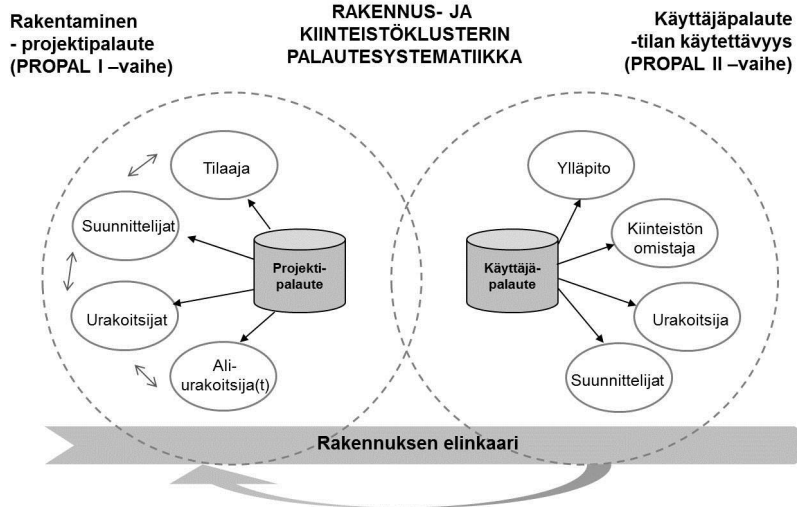 Rakentaminen
- projektipalaute
(PROPAL I –vaihe)
RAKENNUS- JA
KIINTEISTÖKLUSTERIN
PALAUTESYSTEMATIIKKA
Käyttäjäpalaute
-tilan käytettävyys
(PROPAL II –vaihe)
Tilaaja
Suunnittelijat
Urakoitsijat
Ali-
urakoitsija(t)
Projekti-
palaute
Käyttäjä-
palaute
Ylläpito
Kiinteistön
omistaja
Urakoitsija
Suunnittelijat
Rakennuksen elinkaari